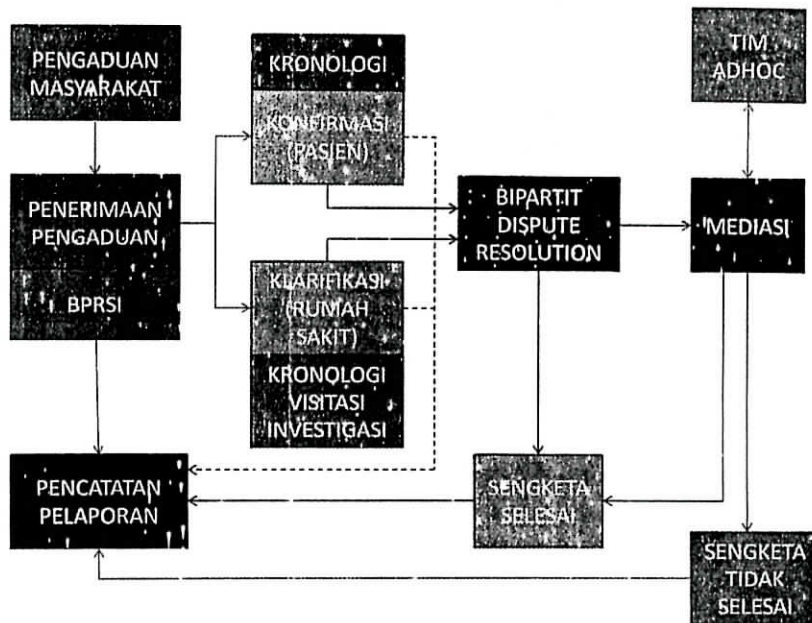 PENGADUAN
MASYARAKAT
PENERIMAAN
PENGADUAN
BPRSI
KRONOLOGI
KONFIRMASI
(PASIEN)
KLARIFIKASI
(RUMAH
SAKIT)
KRONOLOGI
VISITASI
INVESTIGASI
BIPARTIT
DISPUTE
RESOLUTION
TIM
ADHOC
MEDIASI
PENCATATAN
PELAPORAN
SENGKETA
SELESAI
SENGKETA
TIDAK
SELESAI